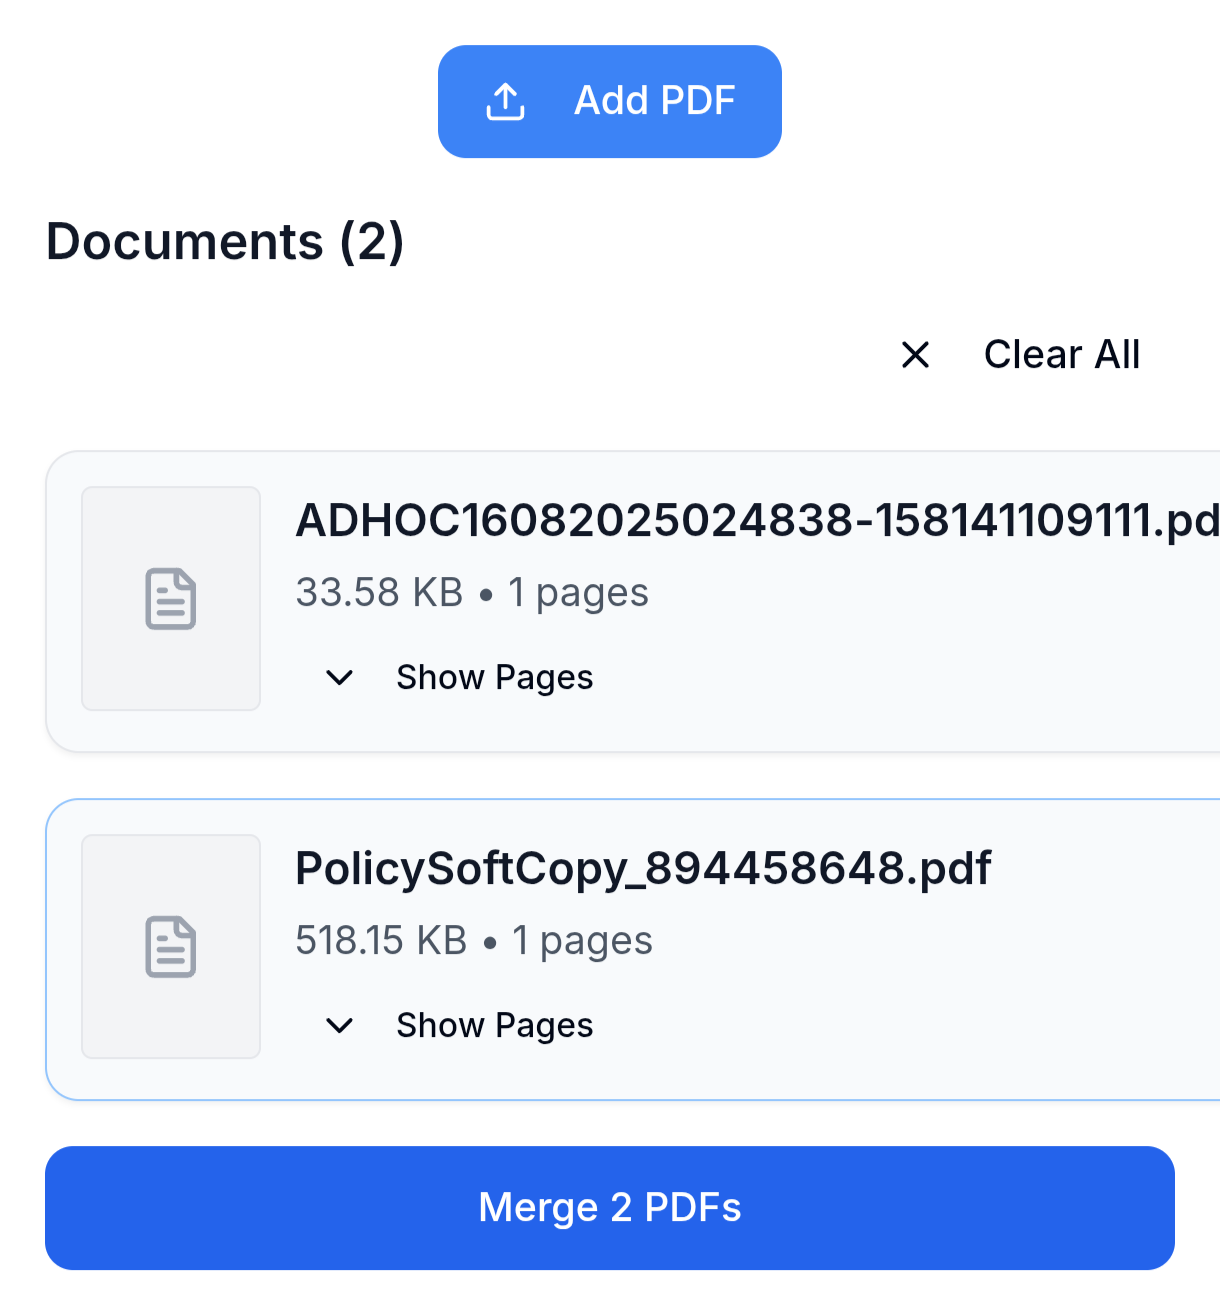 Add PDF
Documents (2)
Clear All
ADHOC16082025024838-158141109111.pd
33.58 KB • 1 pages
Show Pages
PolicySoftCopy_894458648.pdf
518.15 KB • 1 pages
Show Pages
Merge 2 PDFs